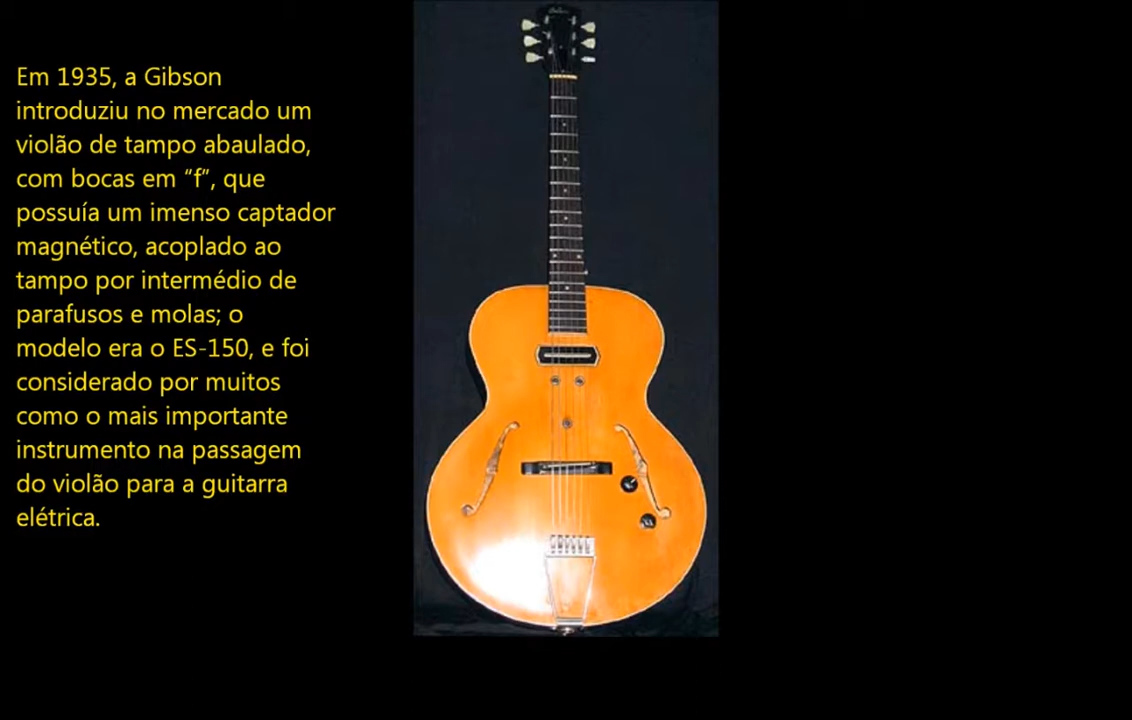 Em 1935, a Gibson
introduziu no mercado um
violão de tampo abaulado,
com bocas em “f”, que
possuía um imenso captador
magnético, acoplado ao
tampo por intermédio de
parafusos e molas; o
modelo era o ES-150, e foi
considerado por muitos
como o mais importante
instrumento na passagem
do violão para a guitarra
elétrica.